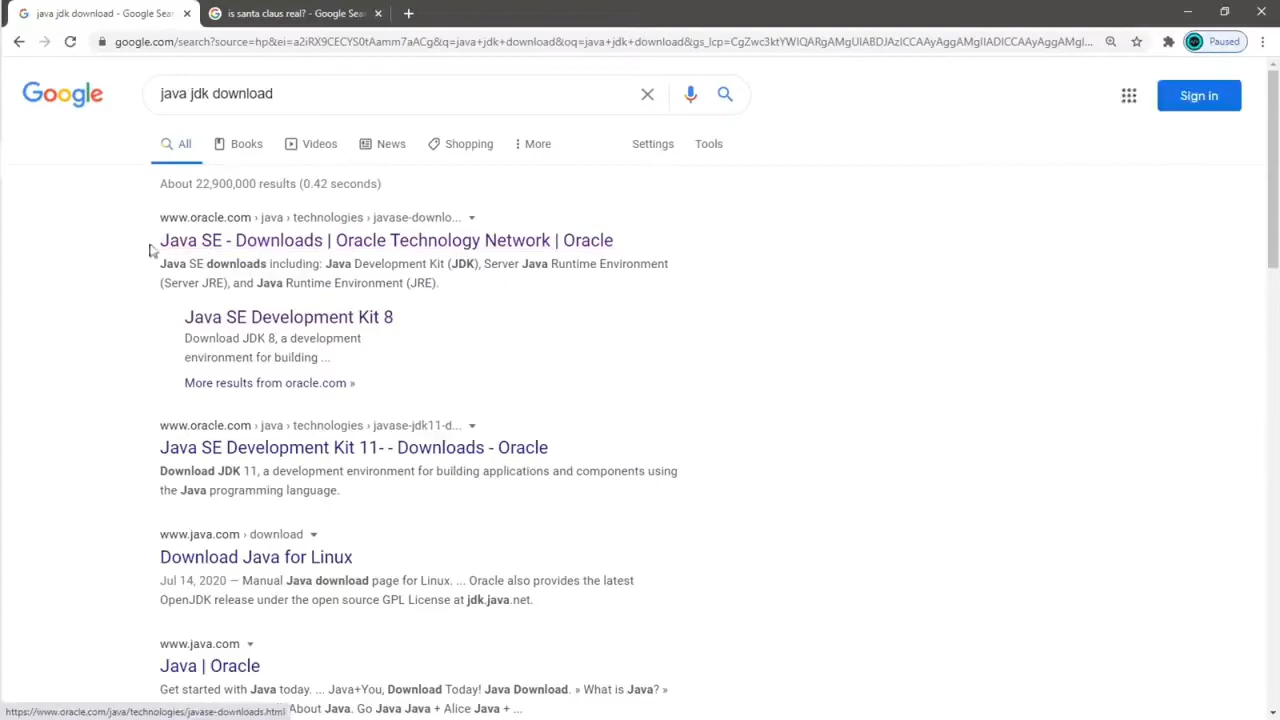 java jdk download - Google Sear
is santa claus real? - Google Sea
google.com/search?source=hp&ei=a2iRX9CECYS0tAamm7aACg&q=java+jdk+download&oq=java+jdk+download&gs_lcp=CgZwc3ktYWIQARgAMgUIABDJAzICCAAyAggAMgIIADICCAAyAggAMgI...
Paused
Google
java jdk download
Sign in
All
Books
Videos
News
Shopping
More
Settings
Tools
About 22,900,000 results (0.42 seconds)
www.oracle.com › java › technologies › javase-downlo...
Java SE - Downloads | Oracle Technology Network | Oracle
Java SE downloads including: Java Development Kit (JDK), Server Java Runtime Environment
(Server JRE), and Java Runtime Environment (JRE).
Java SE Development Kit 8
Download JDK 8, a development
environment for building ...
More results from oracle.com »
www.oracle.com › java › technologies › javase-jdk11-d...
Java SE Development Kit 11- - Downloads - Oracle
Download JDK 11, a development environment for building applications and components using
the Java programming language.
www.java.com › download
Download Java for Linux
Jul 14, 2020 — Manual Java download page for Linux. ... Oracle also provides the latest
OpenJDK release under the open source GPL License at jdk.java.net.
www.java.com
Java | Oracle
Get started with Java today. ... Java+You, Download Today! Java Download. » What is Java? »
About Java. Go Java Java + Alice Java + ...
https://www.oracle.com/java/technologies/javase-downloads.html